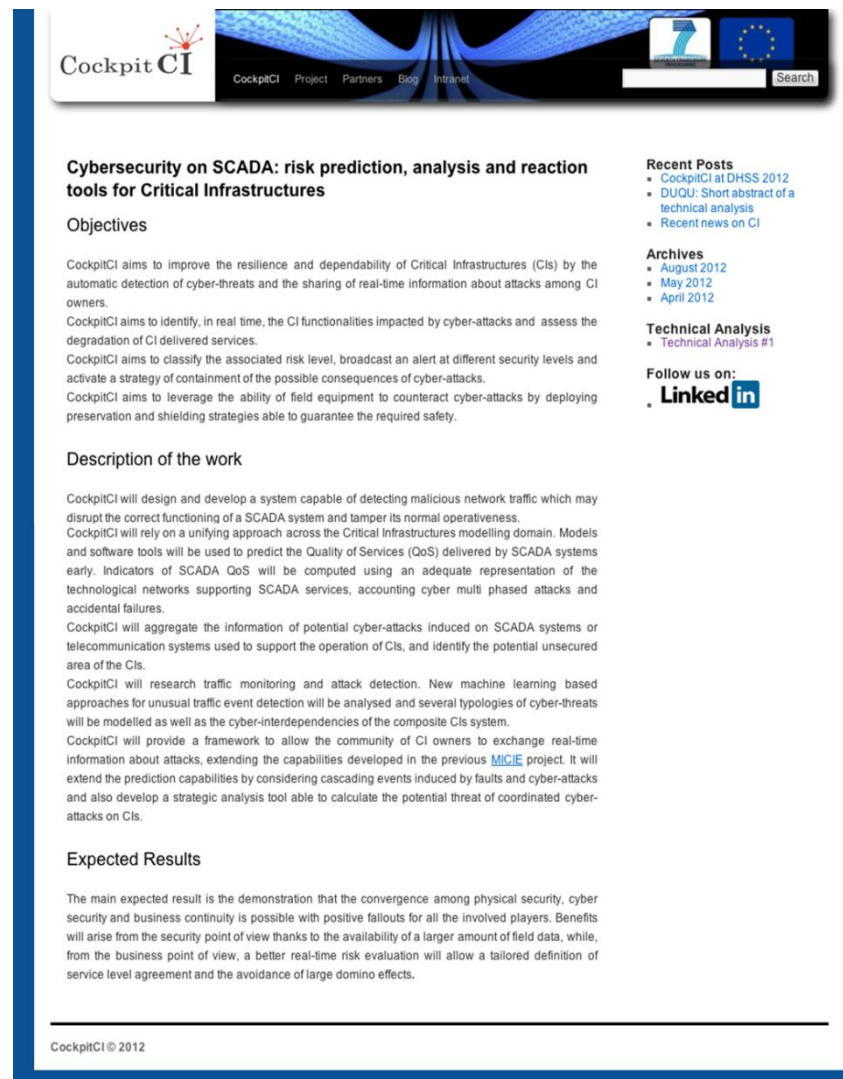 CockpitCI
SEVENTH FRAMEWORK
PROGRAMME
CockpitCI Project Partners Blog Intranet
Search
Cybersecurity on SCADA: risk prediction, analysis and reaction
tools for Critical Infrastructures
Objectives
CockpitCI aims to improve the resilience and dependability of Critical Infrastructures (CIs) by the
automatic detection of cyber-threats and the sharing of real-time information about attacks among CI
owners.
CockpitCI aims to identify, in real time, the CI functionalities impacted by cyber-attacks and assess the
degradation of CI delivered services.
CockpitCI aims to classify the associated risk level, broadcast an alert at different security levels and
activate a strategy of containment of the possible consequences of cyber-attacks.
CockpitCI aims to leverage the ability of field equipment to counteract cyber-attacks by deploying
preservation and shielding strategies able to guarantee the required safety.
Description of the work
CockpitCI will design and develop a system capable of detecting malicious network traffic which may
disrupt the correct functioning of a SCADA system and tamper its normal operativeness.
CockpitCI will rely on a unifying approach across the Critical Infrastructures modelling domain. Models
and software tools will be used to predict the Quality of Services (QoS) delivered by SCADA systems
early. Indicators of SCADA QoS will be computed using an adequate representation of the
technological networks supporting SCADA services, accounting cyber multi phased attacks and
accidental failures.
CockpitCI will aggregate the information of potential cyber-attacks induced on SCADA systems or
telecommunication systems used to support the operation of CIs, and identify the potential unsecured
area of the CIs.
CockpitCI will research traffic monitoring and attack detection. New machine learning based
approaches for unusual traffic event detection will be analysed and several typologies of cyber-threats
will be modelled as well as the cyber-interdependencies of the composite CIs system.
CockpitCI will provide a framework to allow the community of CI owners to exchange real-time
information about attacks, extending the capabilities developed in the previous MICIE project. It will
extend the prediction capabilities by considering cascading events induced by faults and cyber-attacks
and also develop a strategic analysis tool able to calculate the potential threat of coordinated cyber-
attacks on CIs.
Expected Results
The main expected result is the demonstration that the convergence among physical security, cyber
security and business continuity is possible with positive fallouts for all the involved players. Benefits
will arise from the security point of view thanks to the availability of a larger amount of field data, while,
from the business point of view, a better real-time risk evaluation will allow a tailored definition of
service level agreement and the avoidance of large domino effects.
Recent Posts
CockpitCI at DHSS 2012
DUQU: Short abstract of a
technical analysis
Recent news on CI
Archives
August 2012
May 2012
April 2012
Technical Analysis
Technical Analysis #1
Follow us on:
Linked in
CockpitCI © 2012